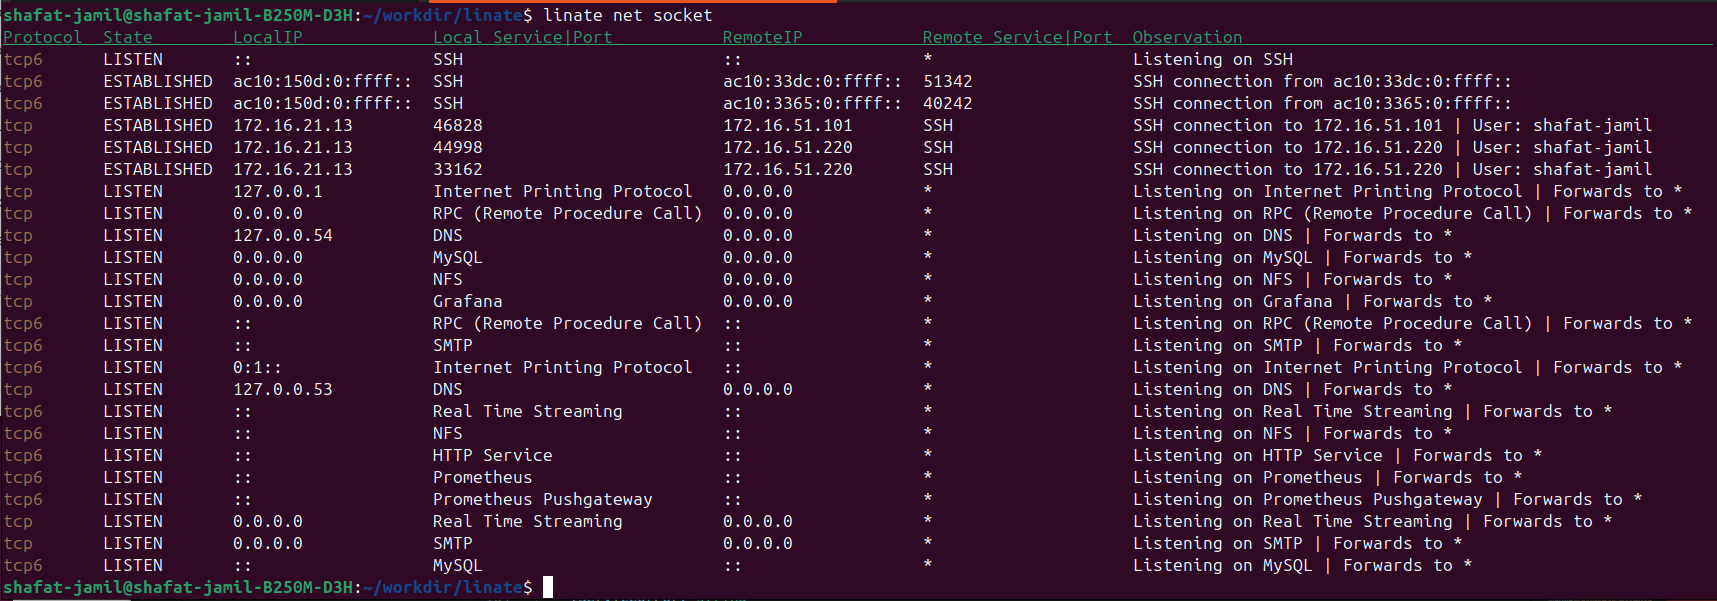 shafat-jamil@shafat-jamil-B250M-D3H:~/workdir/linate$ linate net socket
Protocol State LocalIP Local Service|Port RemoteIP Remote Service|Port Observation
tcp6 LISTEN :: SSH :: * Listening on SSH
tcp6 ESTABLISHED ac10:150d:0:ffff:: SSH ac10:33dc:0:ffff:: 51342 SSH connection from ac10:33dc:0:ffff::
tcp6 ESTABLISHED ac10:150d:0:ffff:: SSH ac10:3365:0:ffff:: 40242 SSH connection from ac10:3365:0:ffff::
tcp ESTABLISHED 172.16.21.13 46828 172.16.51.101 SSH SSH connection to 172.16.51.101 | User: shafat-jamil
tcp ESTABLISHED 172.16.21.13 44998 172.16.51.220 SSH SSH connection to 172.16.51.220 | User: shafat-jamil
tcp ESTABLISHED 172.16.21.13 33162 172.16.51.220 SSH SSH connection to 172.16.51.220 | User: shafat-jamil
tcp LISTEN 127.0.0.1 Internet Printing Protocol 0.0.0.0 * Listening on Internet Printing Protocol | Forwards to *
tcp LISTEN 0.0.0.0 RPC (Remote Procedure Call) 0.0.0.0 * Listening on RPC (Remote Procedure Call) | Forwards to *
tcp LISTEN 127.0.0.54 DNS 0.0.0.0 * Listening on DNS | Forwards to *
tcp LISTEN 0.0.0.0 MySQL 0.0.0.0 * Listening on MySQL | Forwards to *
tcp LISTEN 0.0.0.0 NFS 0.0.0.0 * Listening on NFS | Forwards to *
tcp LISTEN 0.0.0.0 Grafana 0.0.0.0 * Listening on Grafana | Forwards to *
tcp6 LISTEN :: RPC (Remote Procedure Call) :: * Listening on RPC (Remote Procedure Call) | Forwards to *
tcp6 LISTEN :: SMTP :: * Listening on SMTP | Forwards to *
tcp6 LISTEN 0:1:: Internet Printing Protocol :: * Listening on Internet Printing Protocol | Forwards to *
tcp LISTEN 127.0.0.53 DNS 0.0.0.0 * Listening on DNS | Forwards to *
tcp6 LISTEN :: Real Time Streaming :: * Listening on Real Time Streaming | Forwards to *
tcp6 LISTEN :: NFS :: * Listening on NFS | Forwards to *
tcp6 LISTEN :: HTTP Service :: * Listening on HTTP Service | Forwards to *
tcp6 LISTEN :: Prometheus :: * Listening on Prometheus | Forwards to *
tcp6 LISTEN :: Prometheus Pushgateway :: * Listening on Prometheus Pushgateway | Forwards to *
tcp LISTEN 0.0.0.0 Real Time Streaming 0.0.0.0 * Listening on Real Time Streaming | Forwards to *
tcp LISTEN 0.0.0.0 SMTP 0.0.0.0 * Listening on SMTP | Forwards to *
tcp6 LISTEN :: MySQL :: * Listening on MySQL | Forwards to *
shafat-jamil@shafat-jamil-B250M-D3H:~/workdir/linate$